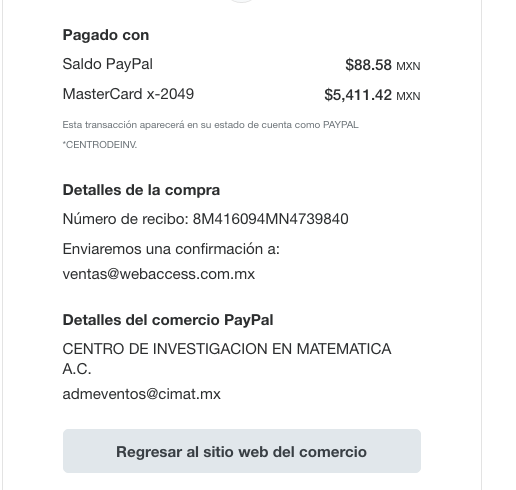 Pagado con
Saldo PayPal $88.58 MXN
MasterCard x-2049 $5,411.42 MXN
Esta transacción aparecerá en su estado de cuenta como PAYPAL
*CENTRODEINV.
Detalles de la compra
Número de recibo: 8M416094MN4739840
Enviaremos una confirmación a:
ventas@webaccess.com.mx
Detalles del comercio PayPal
CENTRO DE INVESTIGACION EN MATEMATICA
A.C.
admeventos@cimat.mx
Regresar al sitio web del comercio